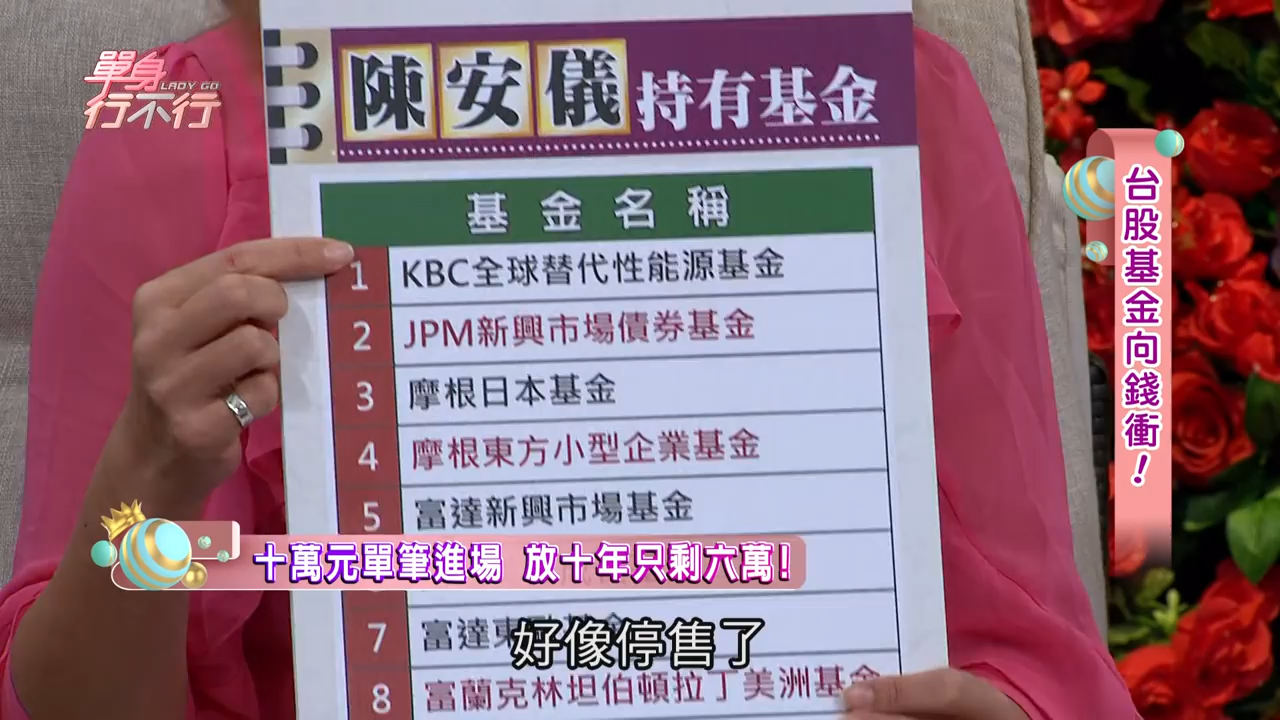 單身
LADY GO
行不行
陳安儀持有基金
基金名稱
1 KBC全球替代性能源基金
2 JPM新興市場債券基金
3 摩根日本基金
4 摩根東方小型企業基金
5 富達新興市場基金
7 富達東
8 富蘭克林坦伯頓拉丁美洲基金
台股基金向錢衝！
十萬元單筆進場 放十年只剩六萬！
好像停售了